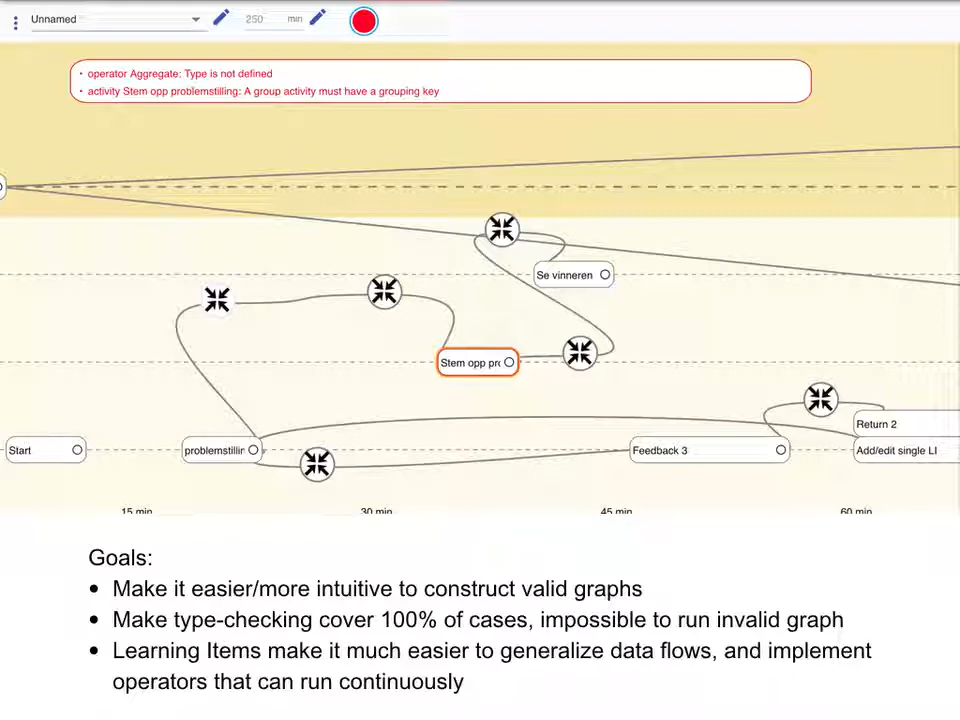 Unnamed 250 min
• operator Aggregate: Type is not defined
• activity Stem opp problemstilling: A group activity must have a grouping key
Se vinneren
Stem opp pro
Return 2
Start problemstillin Feedback 3 Add/edit single LI
15 min 30 min 45 min 60 min
Goals:
• Make it easier/more intuitive to construct valid graphs
• Make type-checking cover 100% of cases, impossible to run invalid graph
• Learning Items make it much easier to generalize data flows, and implement
operators that can run continuously